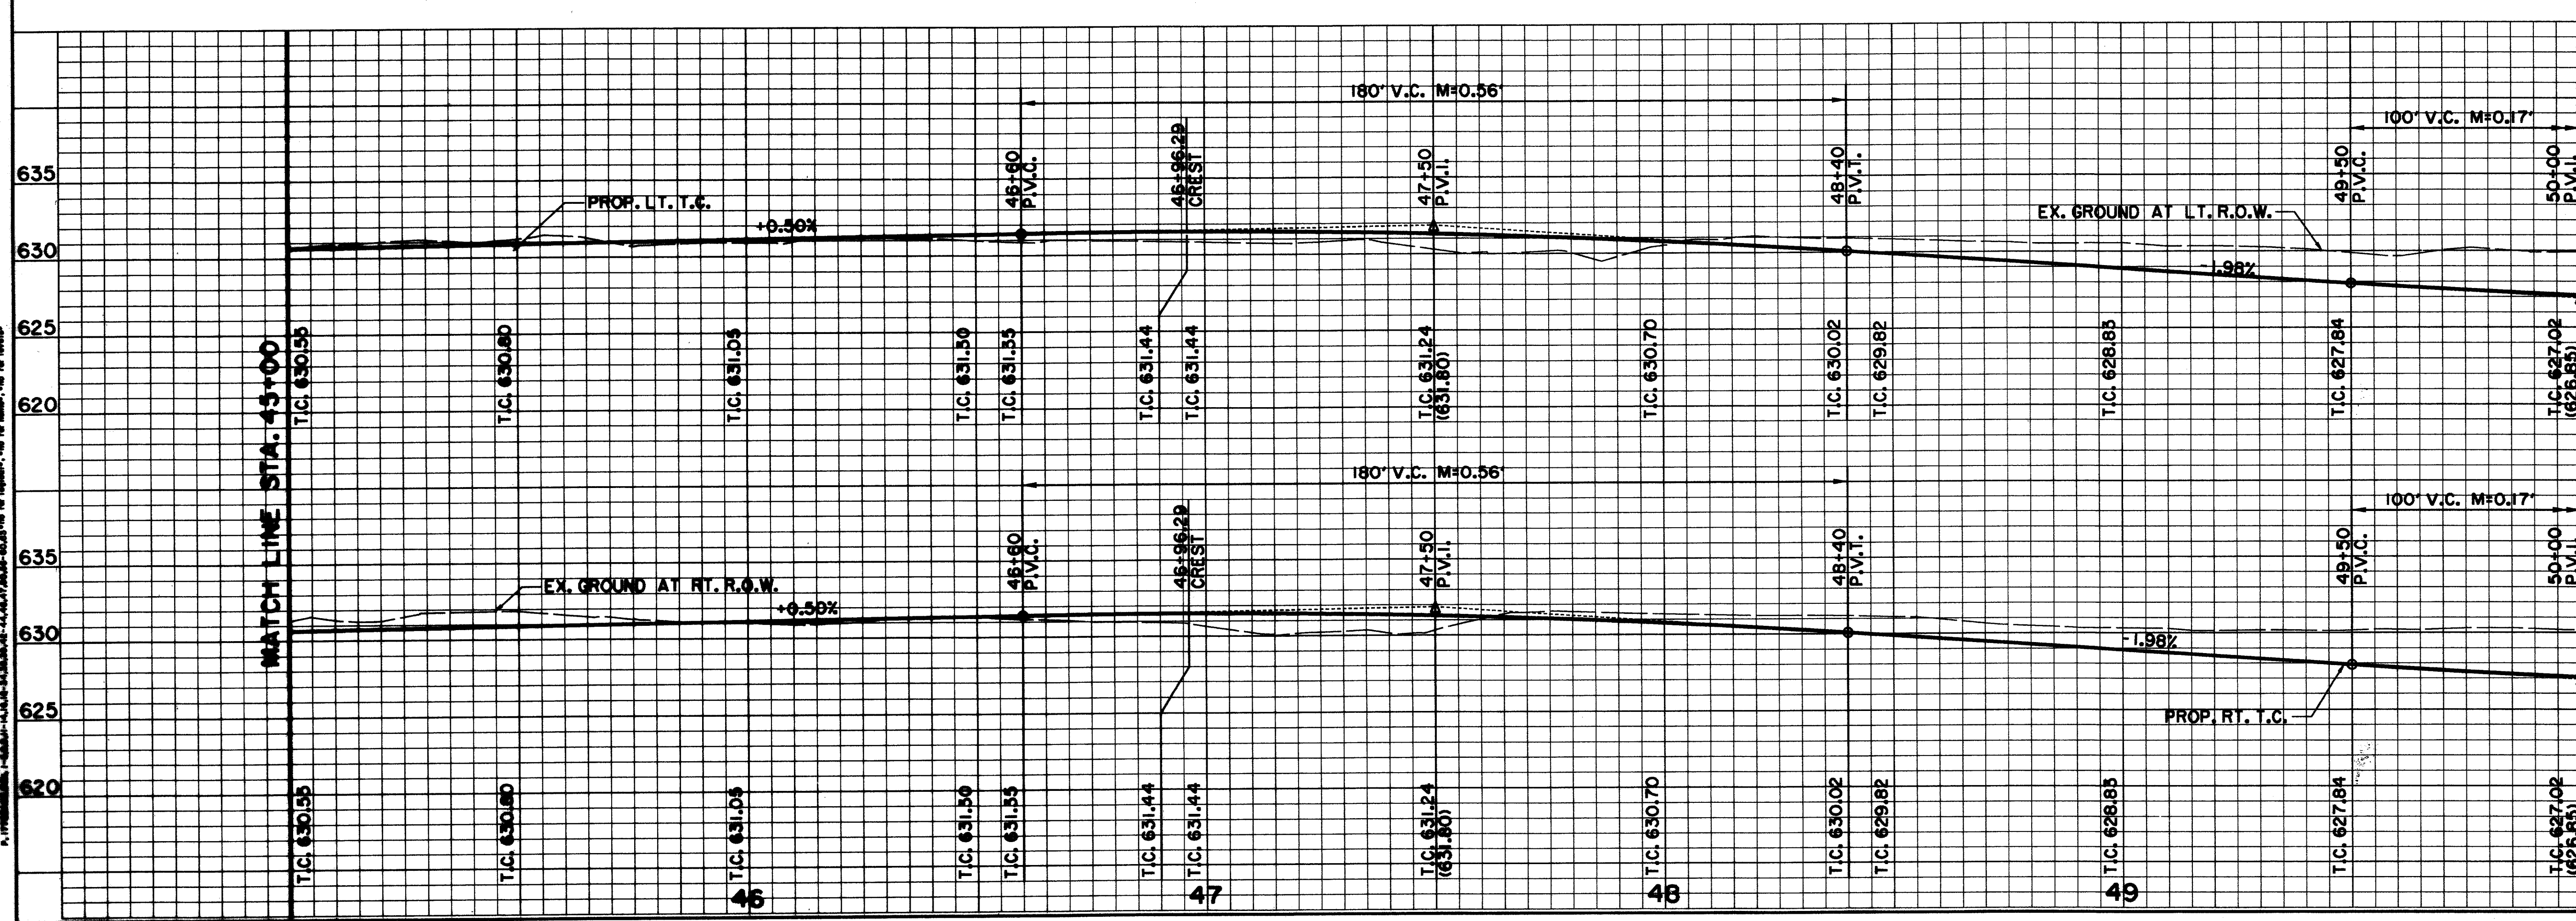 180' V.C. M=0.56'
100' V.C. M=0.17'
46+60
P.V.C.
46+96.29
CREST
47+50
P.V.I.
48+40
P.V.T.
49+50
P.V.C.
50+00
P.V.I.
635
630
625
620
PROP. LT. T.C.
+0.50%
EX. GROUND AT LT. R.O.W.
-1.98%
MATCH LINE STA. 45+00
T.C. 630.55
T.C. 630.80
T.C. 631.05
T.C. 631.30
T.C. 631.35
T.C. 631.44
T.C. 631.44
T.C. 631.24
(631.80)
T.C. 630.70
T.C. 630.02
T.C. 629.82
T.C. 628.83
T.C. 627.84
T.C. 627.02
(626.85)
180' V.C. M=0.56'
100' V.C. M=0.17'
46+60
P.V.C.
46+96.29
CREST
47+50
P.V.I.
48+40
P.V.T.
49+50
P.V.C.
50+00
P.V.I.
635
630
625
620
EX. GROUND AT RT. R.O.W.
+0.50%
-1.98%
PROP. RT. T.C.
T.C. 630.55
T.C. 630.80
T.C. 631.05
T.C. 631.30
T.C. 631.35
T.C. 631.44
T.C. 631.44
T.C. 631.24
(631.80)
T.C. 630.70
T.C. 630.02
T.C. 629.82
T.C. 628.83
T.C. 627.84
T.C. 627.02
(626.85)
46
47
48
49